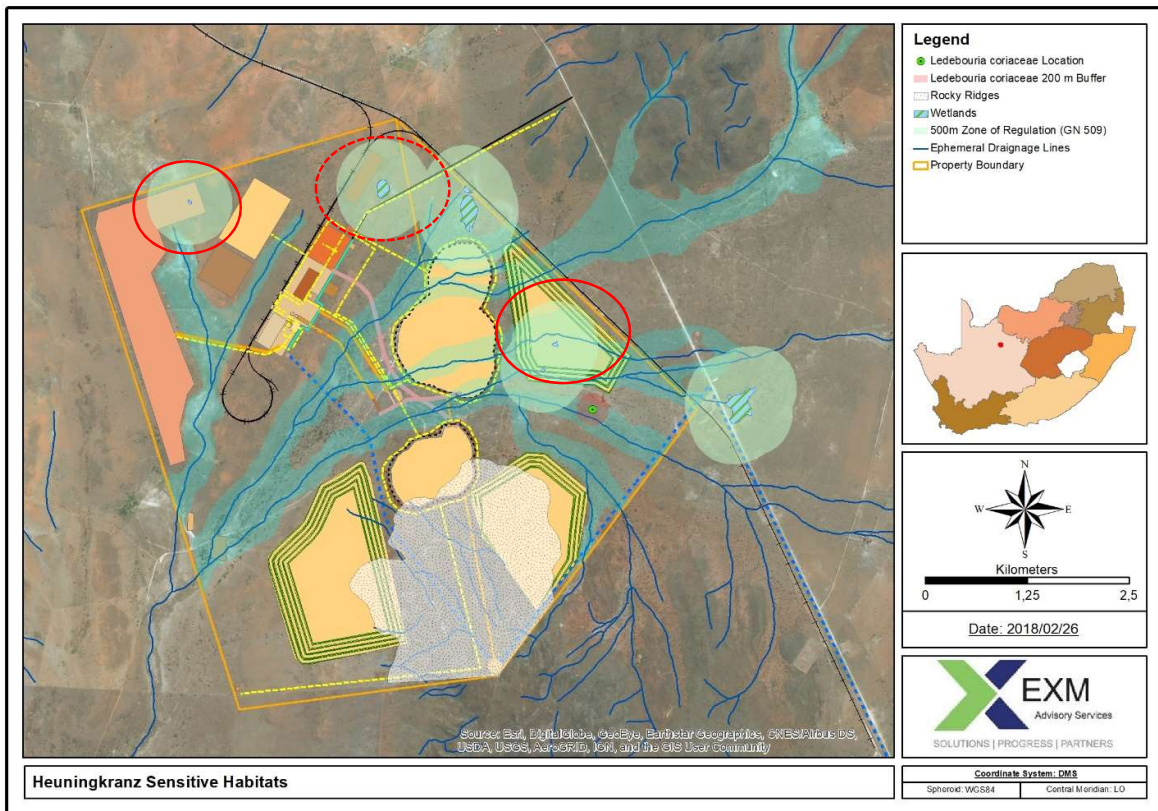 Legend
Ledebouria coriaceae Location
Ledebouria coriaceae 200 m Buffer
Rocky Ridges
Wetlands
500m Zone of Regulation (GN 509)
Ephemeral Draignage Lines
Property Boundary
N
W E
S
Kilometers
0 1,25 2,5
Date: 2018/02/26
EXM
Advisory Services
SOLUTIONS | PROGRESS | PARTNERS
Source: Esri, DigitalGlobe, GeoEye, Earthstar Geographics, CNES/Airbus DS,
USDA, USGS, AeroGRID, IGN, and the GIS User Community
Heuningkranz Sensitive Habitats
Coordinate System: DMS
Spheroid: WGS84 Central Meridian: LO